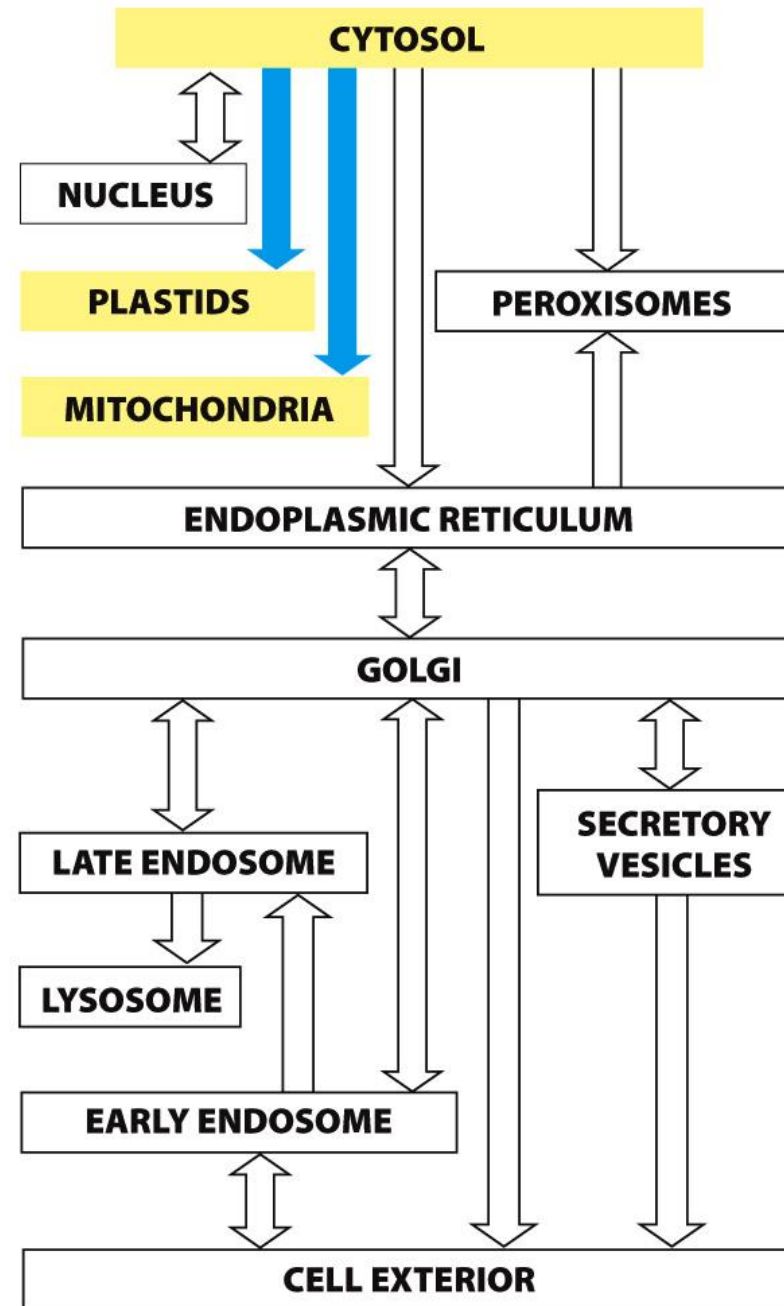 CYTOSOL
NUCLEUS
PLASTIDS
PEROXISOMES
MITOCHONDRIA
ENDOPLASMIC RETICULUM
GOLGI
SECRETORY
VESICLES
LATE ENDOSOME
LYSOSOME
EARLY ENDOSOME
CELL EXTERIOR